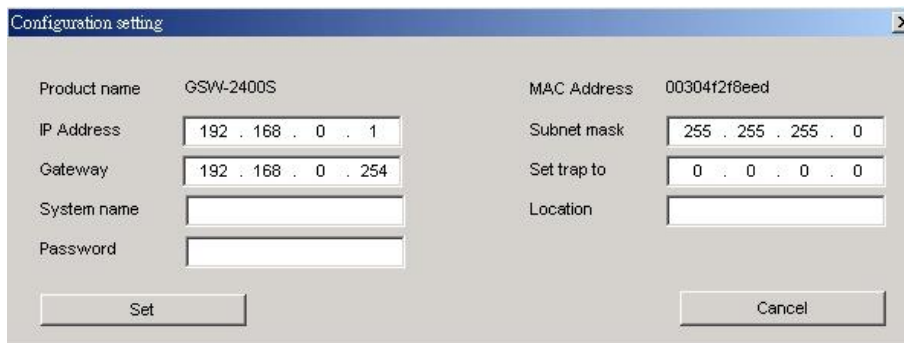 Configuration setting
Product name GSW-2400S MAC Address 00304f2f8eed
IP Address 192 . 168 . 0 . 1 Subnet mask 255 . 255 . 255 . 0
Gateway 192 . 168 . 0 . 254 Set trap to 0 . 0 . 0 . 0
System name Location
Password
Set Cancel